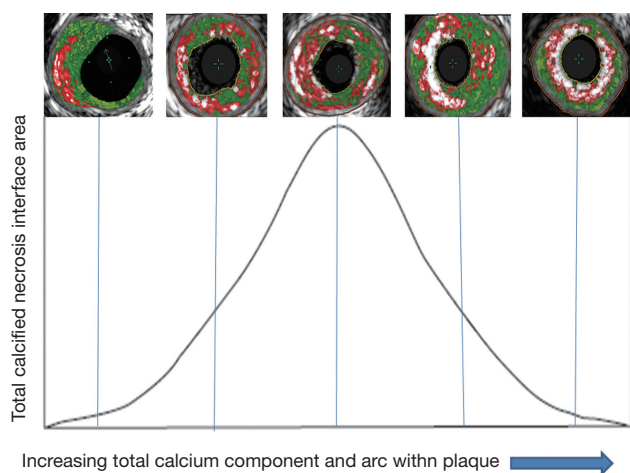 Total calcified necrosis interface area
Increasing total calcium component and arc withn plaque